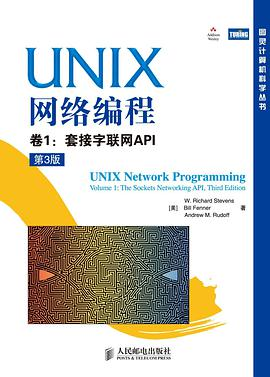 Addison
Wesley
TURING
图灵计算机科学丛书
UNIX
网络编程
卷1：套接字联网API
第3版
UNIX Network Programming
Volume 1: The Sockets Networking API, Third Edition
W. Richard Stevens
[美] Bill Fenner 著
Andrew M. Rudoff
人民邮电出版社
POSTS & TELECOM PRESS